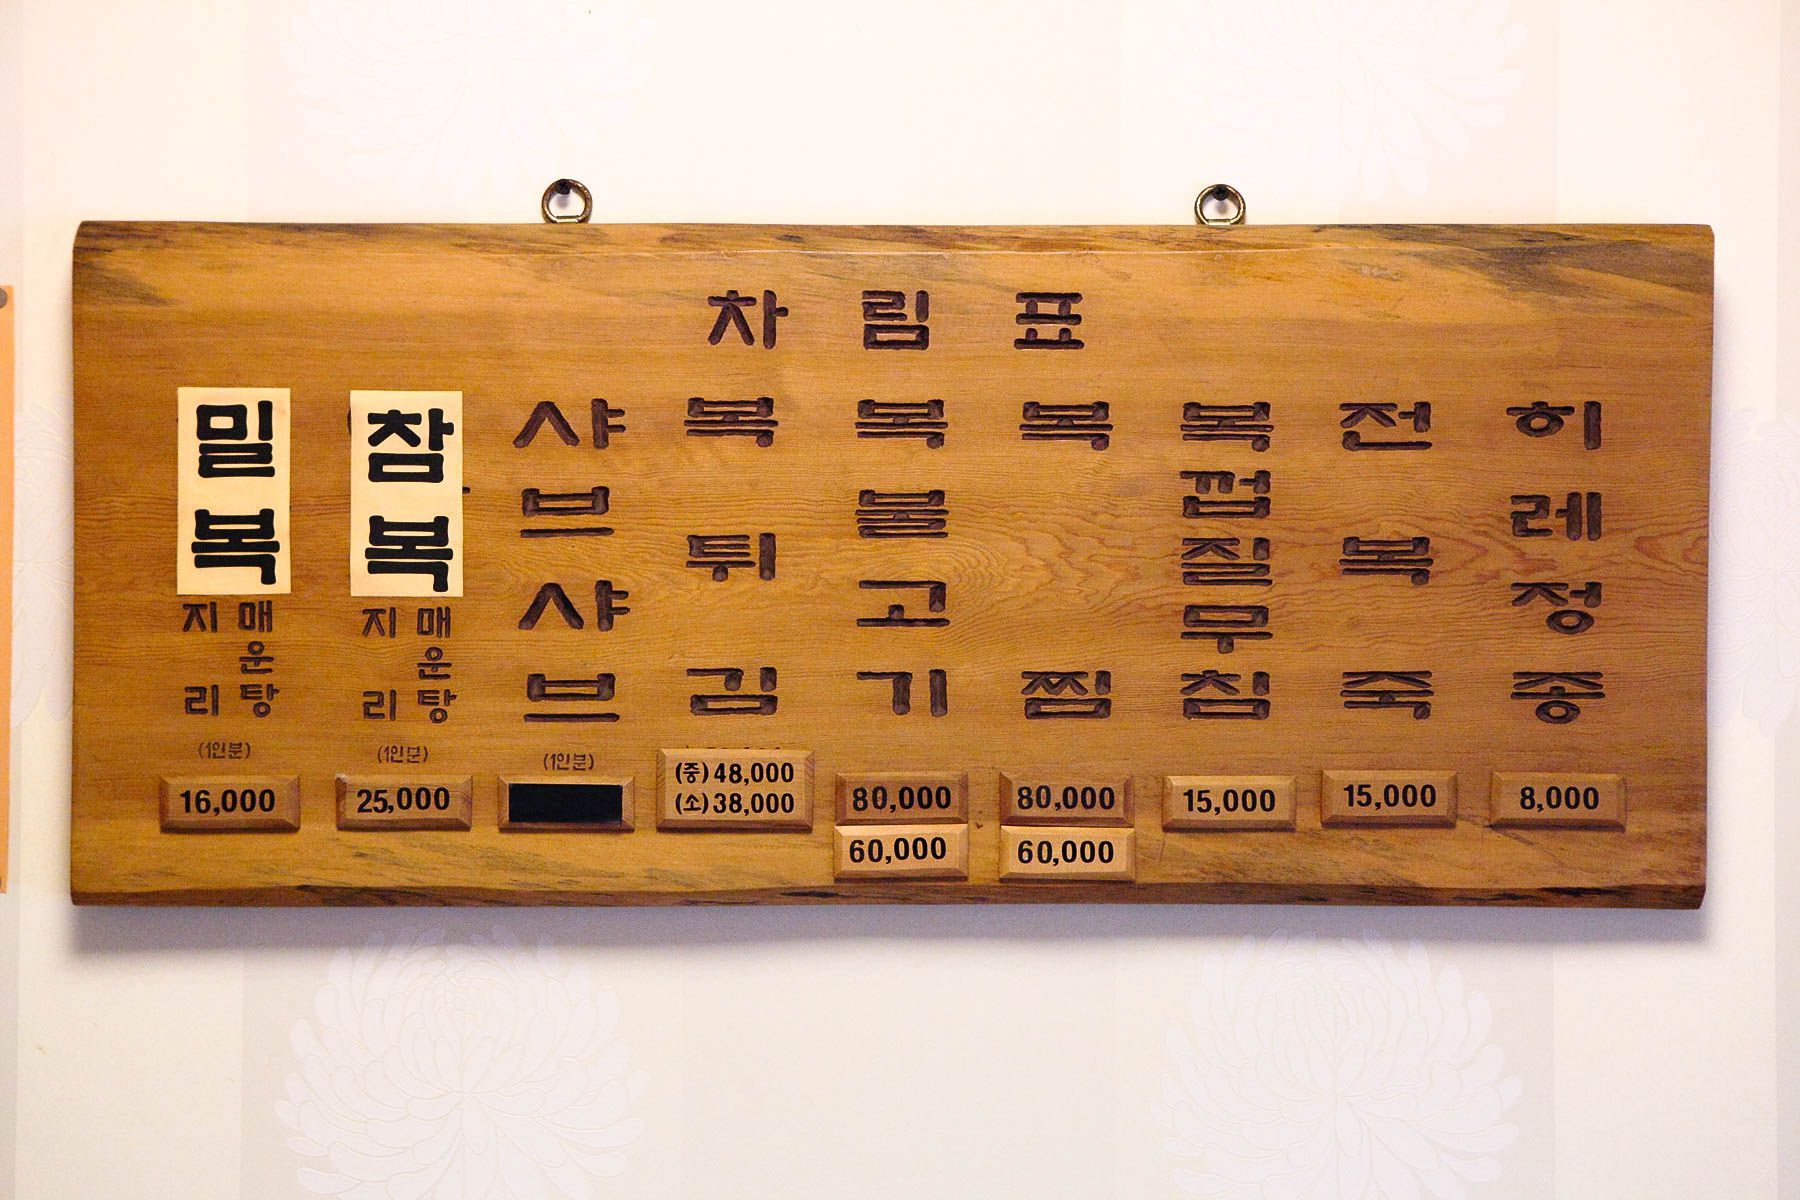 차림표
밀복
지리 매운탕
(1인분)
16,000
참복
지리 매운탕
(1인분)
25,000
샤브샤브
(1인분)
복튀김
(중) 48,000
(소) 38,000
복불고기
80,000
60,000
복찜
80,000
60,000
복껍질무침
15,000
전복죽
15,000
히레정종
8,000